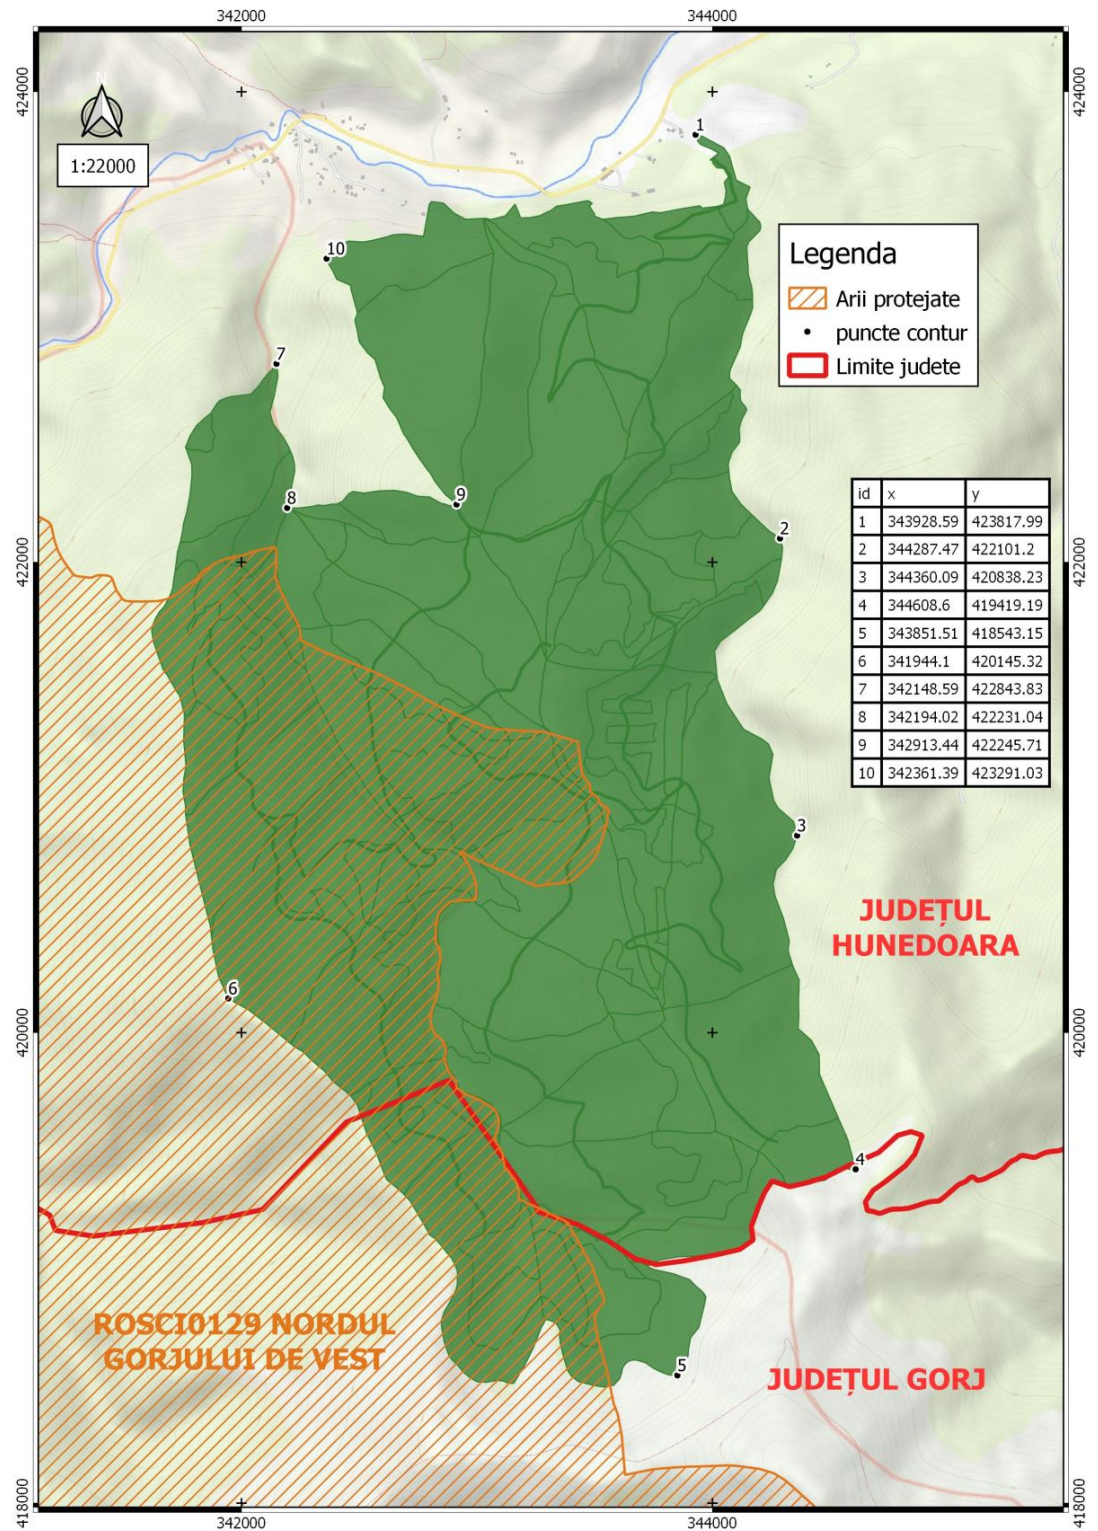 342000
344000
424000
424000
N
1:22000
1
10
Legenda
Arii protejate
puncte contur
Limite judete
7
8
9
2
id x y
1 343928.59 423817.99
2 344287.47 422101.2
3 344360.09 420838.23
4 344608.6 419419.19
5 343851.51 418543.15
6 341944.1 420145.32
7 342148.59 422843.83
8 342194.02 422231.04
9 342913.44 422245.71
10 342361.39 423291.03
422000
422000
3
JUDEȚUL
HUNEDOARA
6
420000
420000
4
ROSCI0129 NORDUL
GORJULUI DE VEST
5
JUDEȚUL GORJ
418000
418000
342000
344000